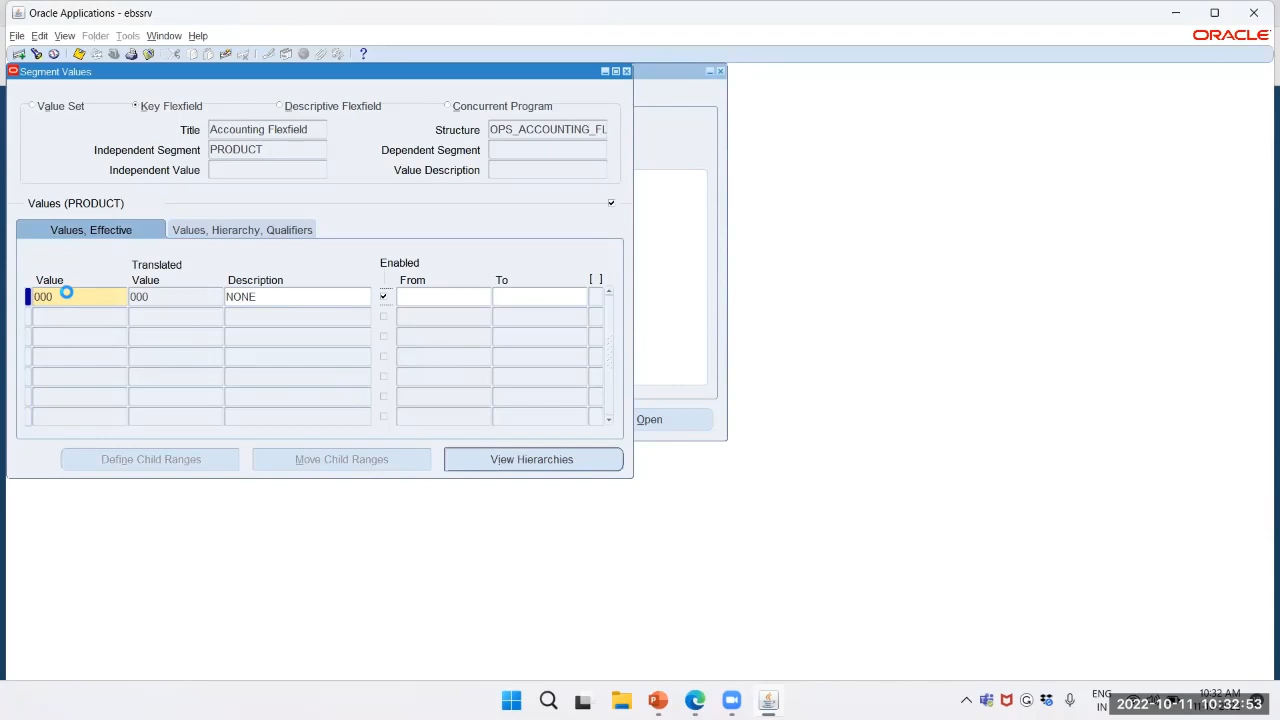 Oracle Applications - ebssrv
File Edit View Folder Tools Window Help
ORACLE
Segment Values
Value Set Key Flexfield Descriptive Flexfield Concurrent Program
Title Accounting Flexfield Structure OPS_ACCOUNTING_FL
Independent Segment PRODUCT Dependent Segment
Independent Value Value Description
Values (PRODUCT)
Values, Effective Values, Hierarchy, Qualifiers
Translated Enabled
Value Value Description From To [ ]
000 000 NONE
Open
Define Child Ranges Move Child Ranges View Hierarchies
ENG
IN
10:32 AM
2022-10-11 10:32:53